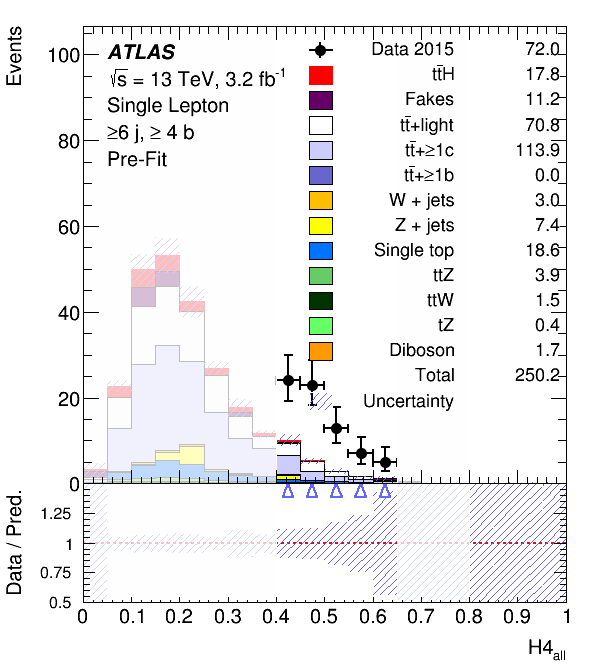 Events
100
80
60
40
20
0
ATLAS
√s = 13 TeV, 3.2 fb⁻¹
Single Lepton
≥6 j, ≥ 4 b
Pre-Fit
Data 2015 72.0
tt̄H 17.8
Fakes 11.2
tt̄+light 70.8
tt̄+≥1c 113.9
tt̄+≥1b 0.0
W + jets 3.0
Z + jets 7.4
Single top 18.6
ttZ 3.9
ttW 1.5
tZ 0.4
Diboson 1.7
Total 250.2
Uncertainty
Data / Pred.
1.25
1
0.75
0.5
0 0.1 0.2 0.3 0.4 0.5 0.6 0.7 0.8 0.9 1
H4all